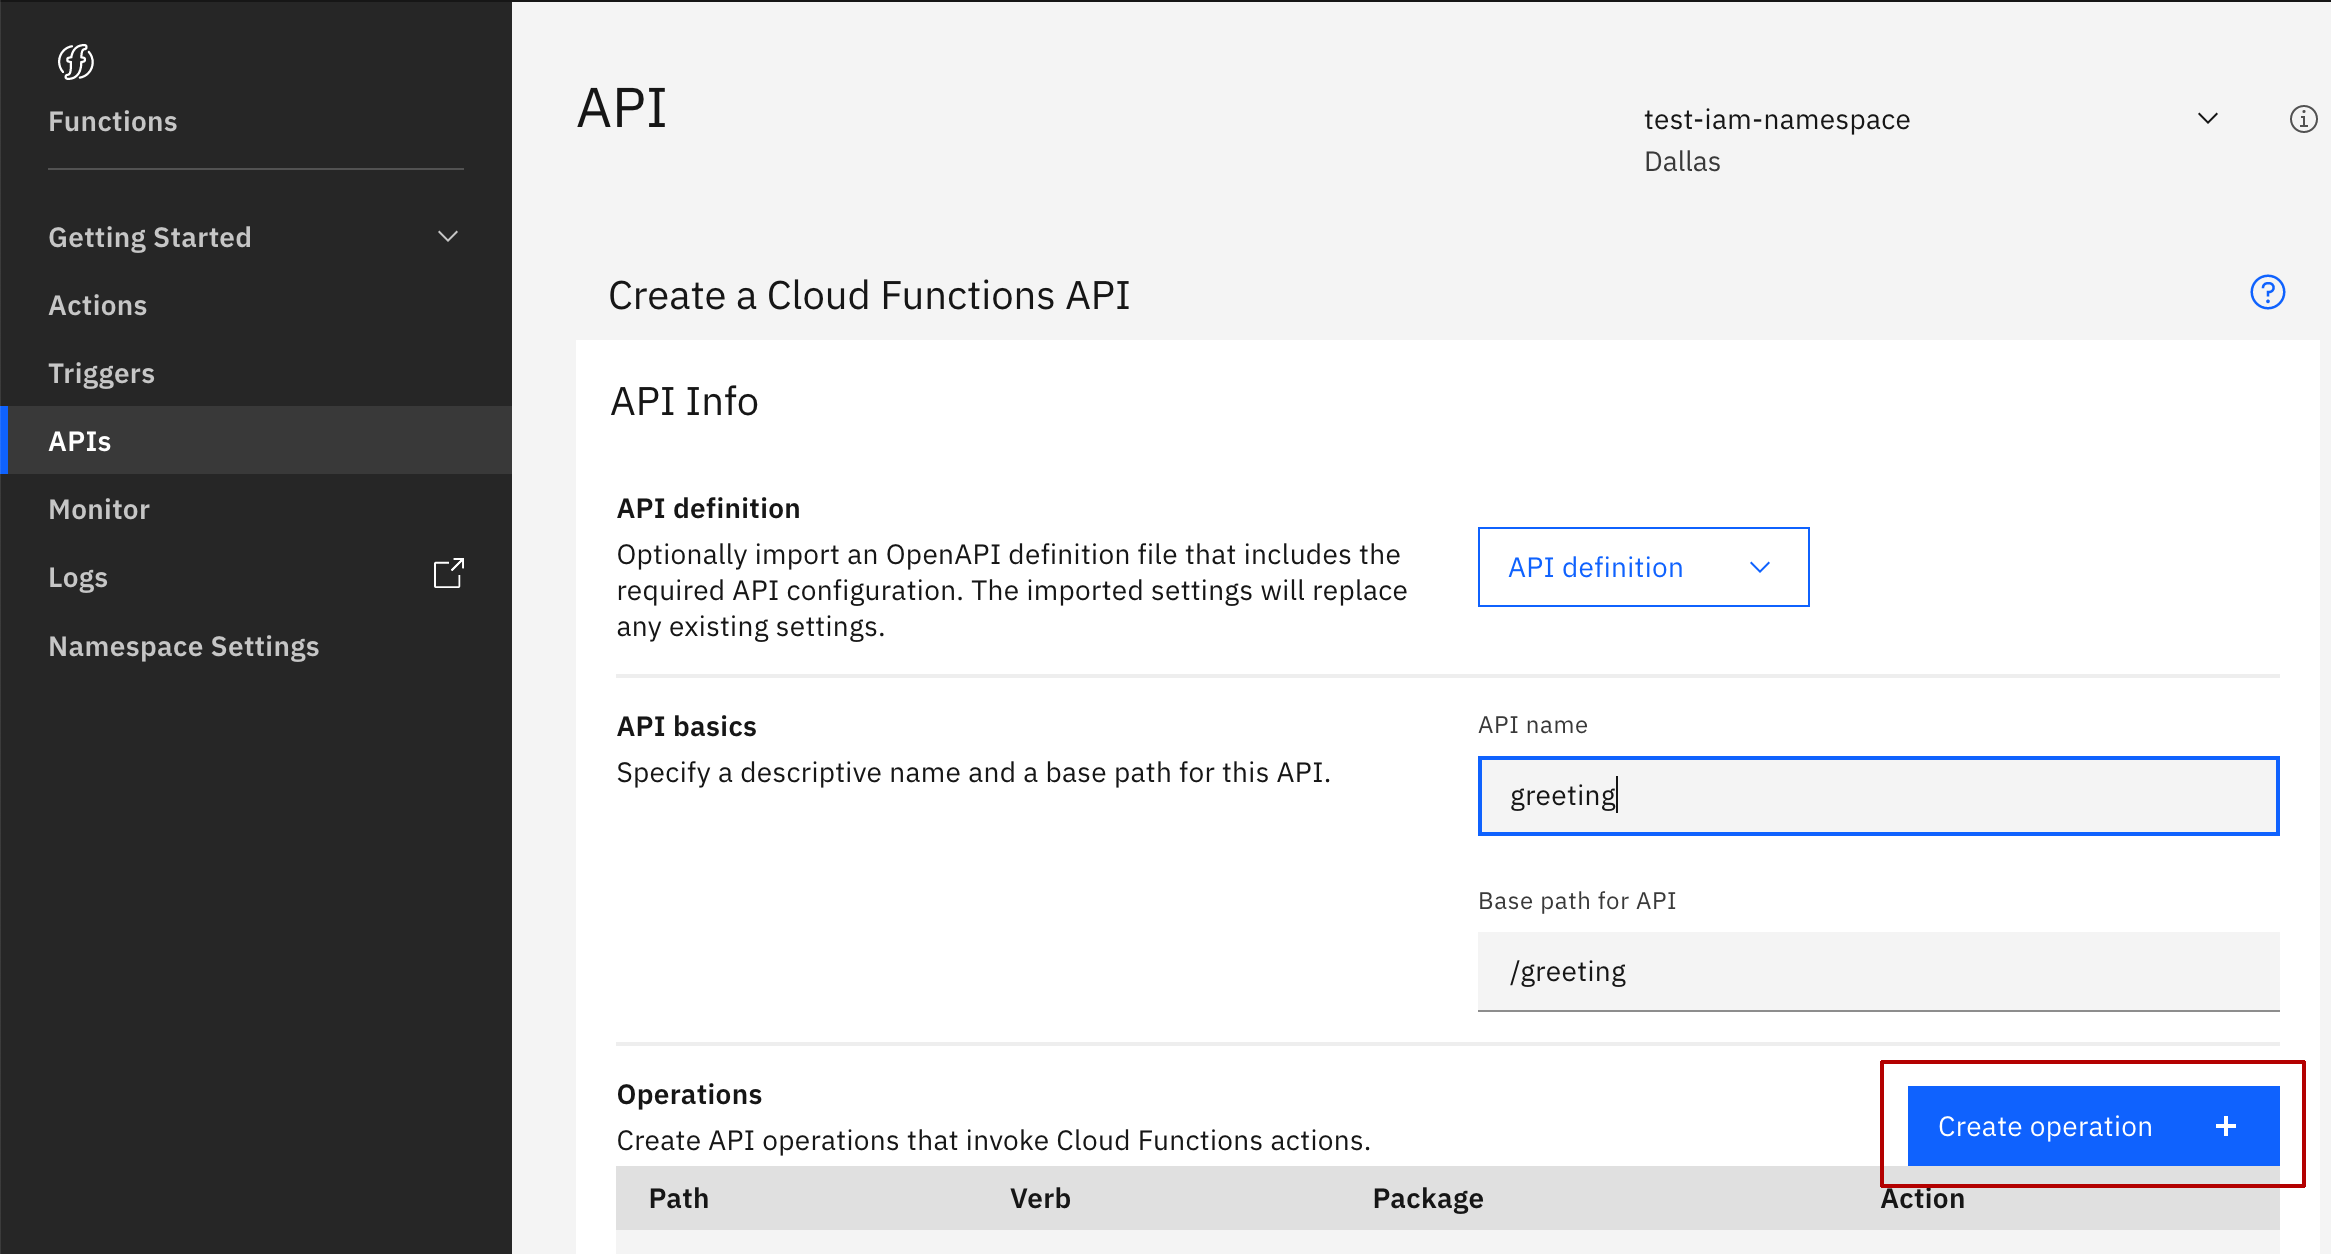 Functions
Getting Started
Actions
Triggers
APIs
Monitor
Logs
Namespace Settings
API
test-iam-namespace
Dallas
Create a Cloud Functions API
API Info
API definition
Optionally import an OpenAPI definition file that includes the
required API configuration. The imported settings will replace
any existing settings.
API definition
API basics
Specify a descriptive name and a base path for this API.
API name
greeting
Base path for API
/greeting
Operations
Create API operations that invoke Cloud Functions actions.
Create operation
Path Verb Package Action